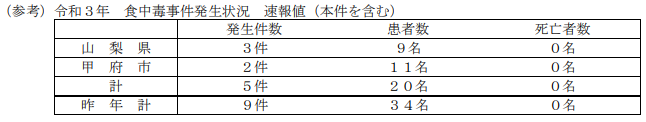 （参考）令和３年　食中毒事件発生状況　速報値（本件を含む）
発生件数　患者数　死亡者数
山　梨　県　３件　９名　０名
甲　府　市　２件　１１名　０名
計　５件　２０名　０名
昨　年　計　９件　３４名　０名